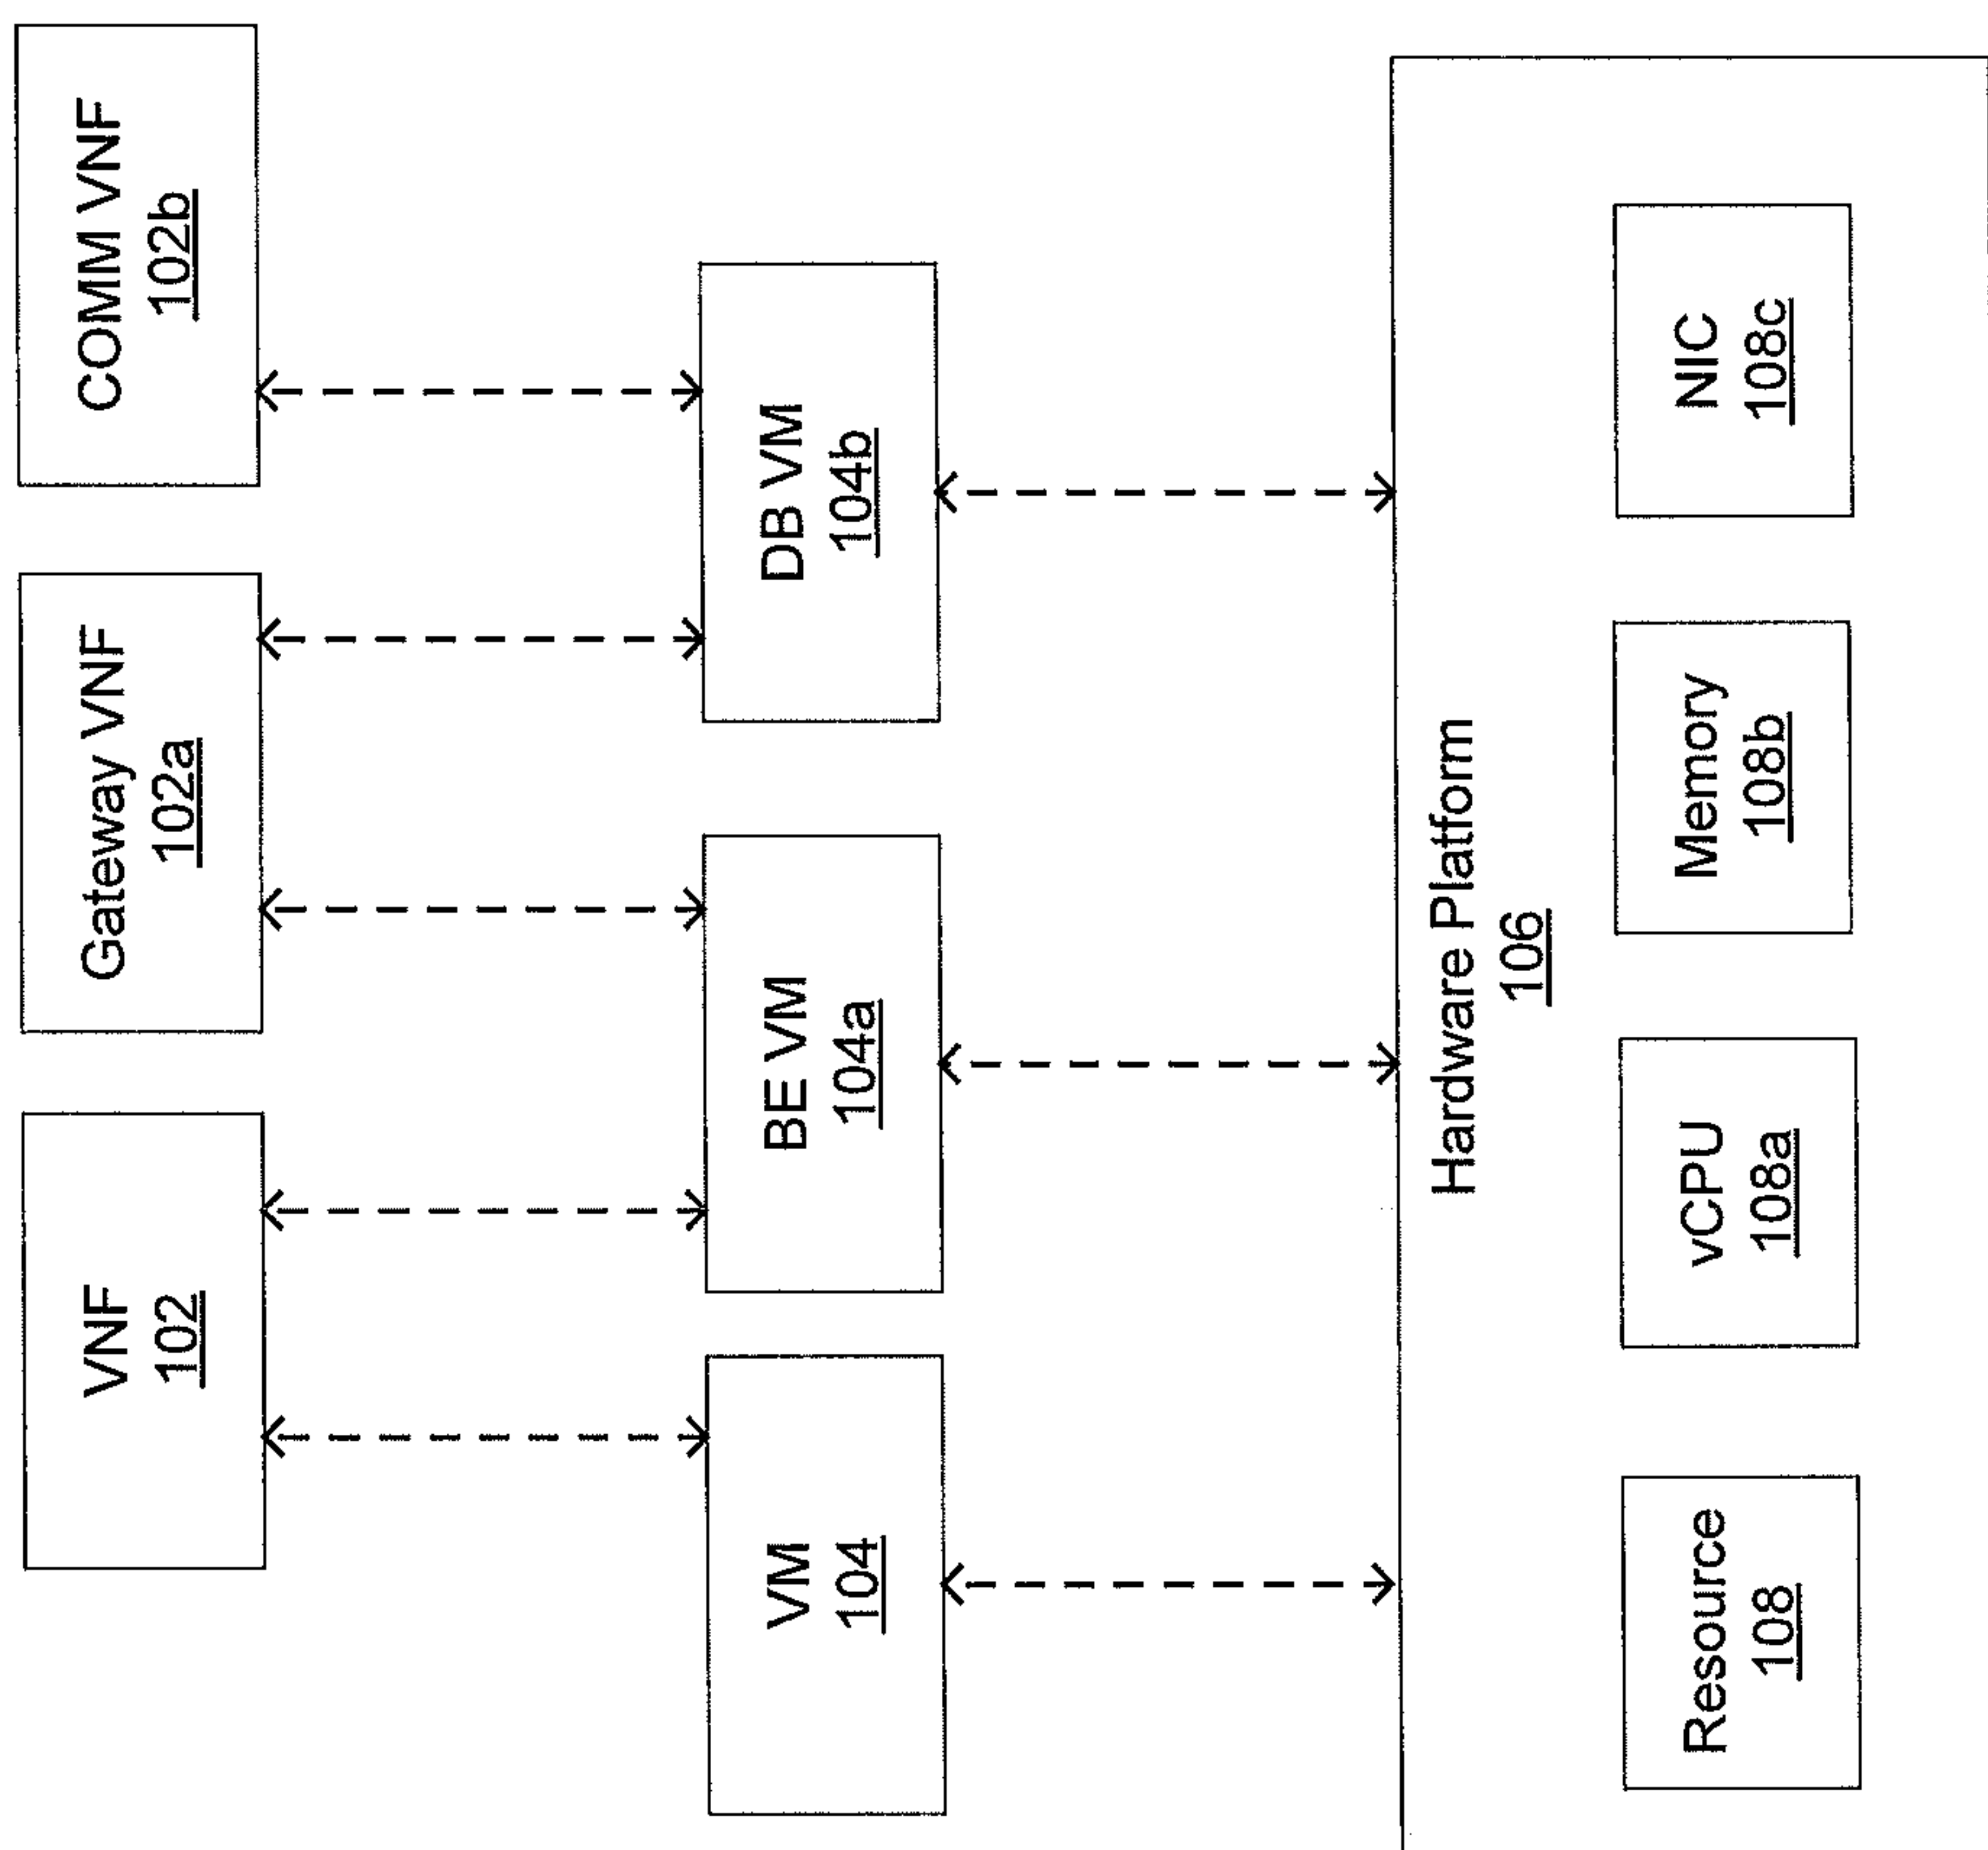 VNF
102
Gateway VNF
102a
COMM VNF
102b
VM
104
BE VM
104a
DB VM
104b
Hardware Platform
106
Resource
108
vCPU
108a
Memory
108b
NIC
108c